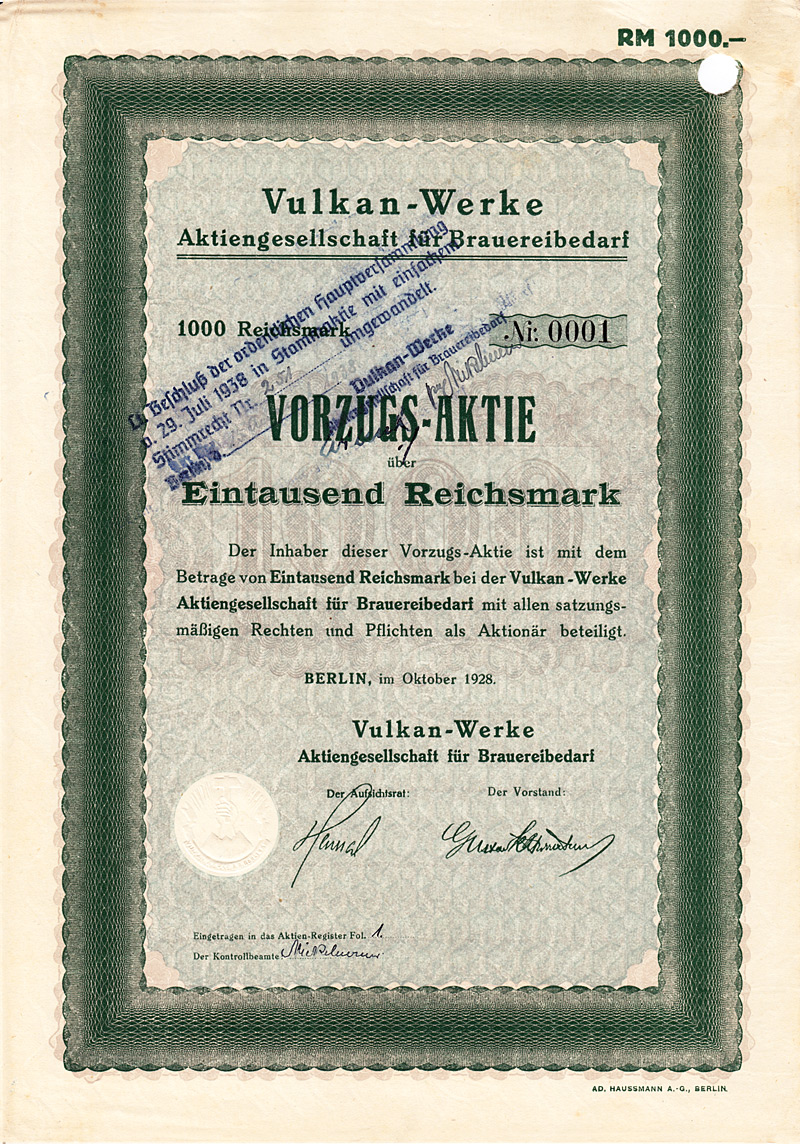 RM 1000.—
Vulkan-Werke
Aktiengesellschaft für Brauereibedarf
Lt. Beschluß der ordentlichen Hauptversammlung
v. 29. Juli 1938 in Stammaktie mit einfachem
Stimmrecht Nr. umgewandelt.
Vulkan-Werke
Aktiengesellschaft für Brauereibedarf
1000 Reichsmark
Nr. 0001
VORZUGS-AKTIE
über
Eintausend Reichsmark
Der Inhaber dieser Vorzugs-Aktie ist mit dem
Betrage von Eintausend Reichsmark bei der Vulkan-Werke
Aktiengesellschaft für Brauereibedarf mit allen satzungs-
mäßigen Rechten und Pflichten als Aktionär beteiligt.
BERLIN, im Oktober 1928.
Vulkan-Werke
Aktiengesellschaft für Brauereibedarf
Der Aufsichtsrat: Der Vorstand:
Eingetragen in das Aktien-Register Fol. 1.
Der Kontrollbeamte:
AD. HAUSSMANN A.-G., BERLIN.